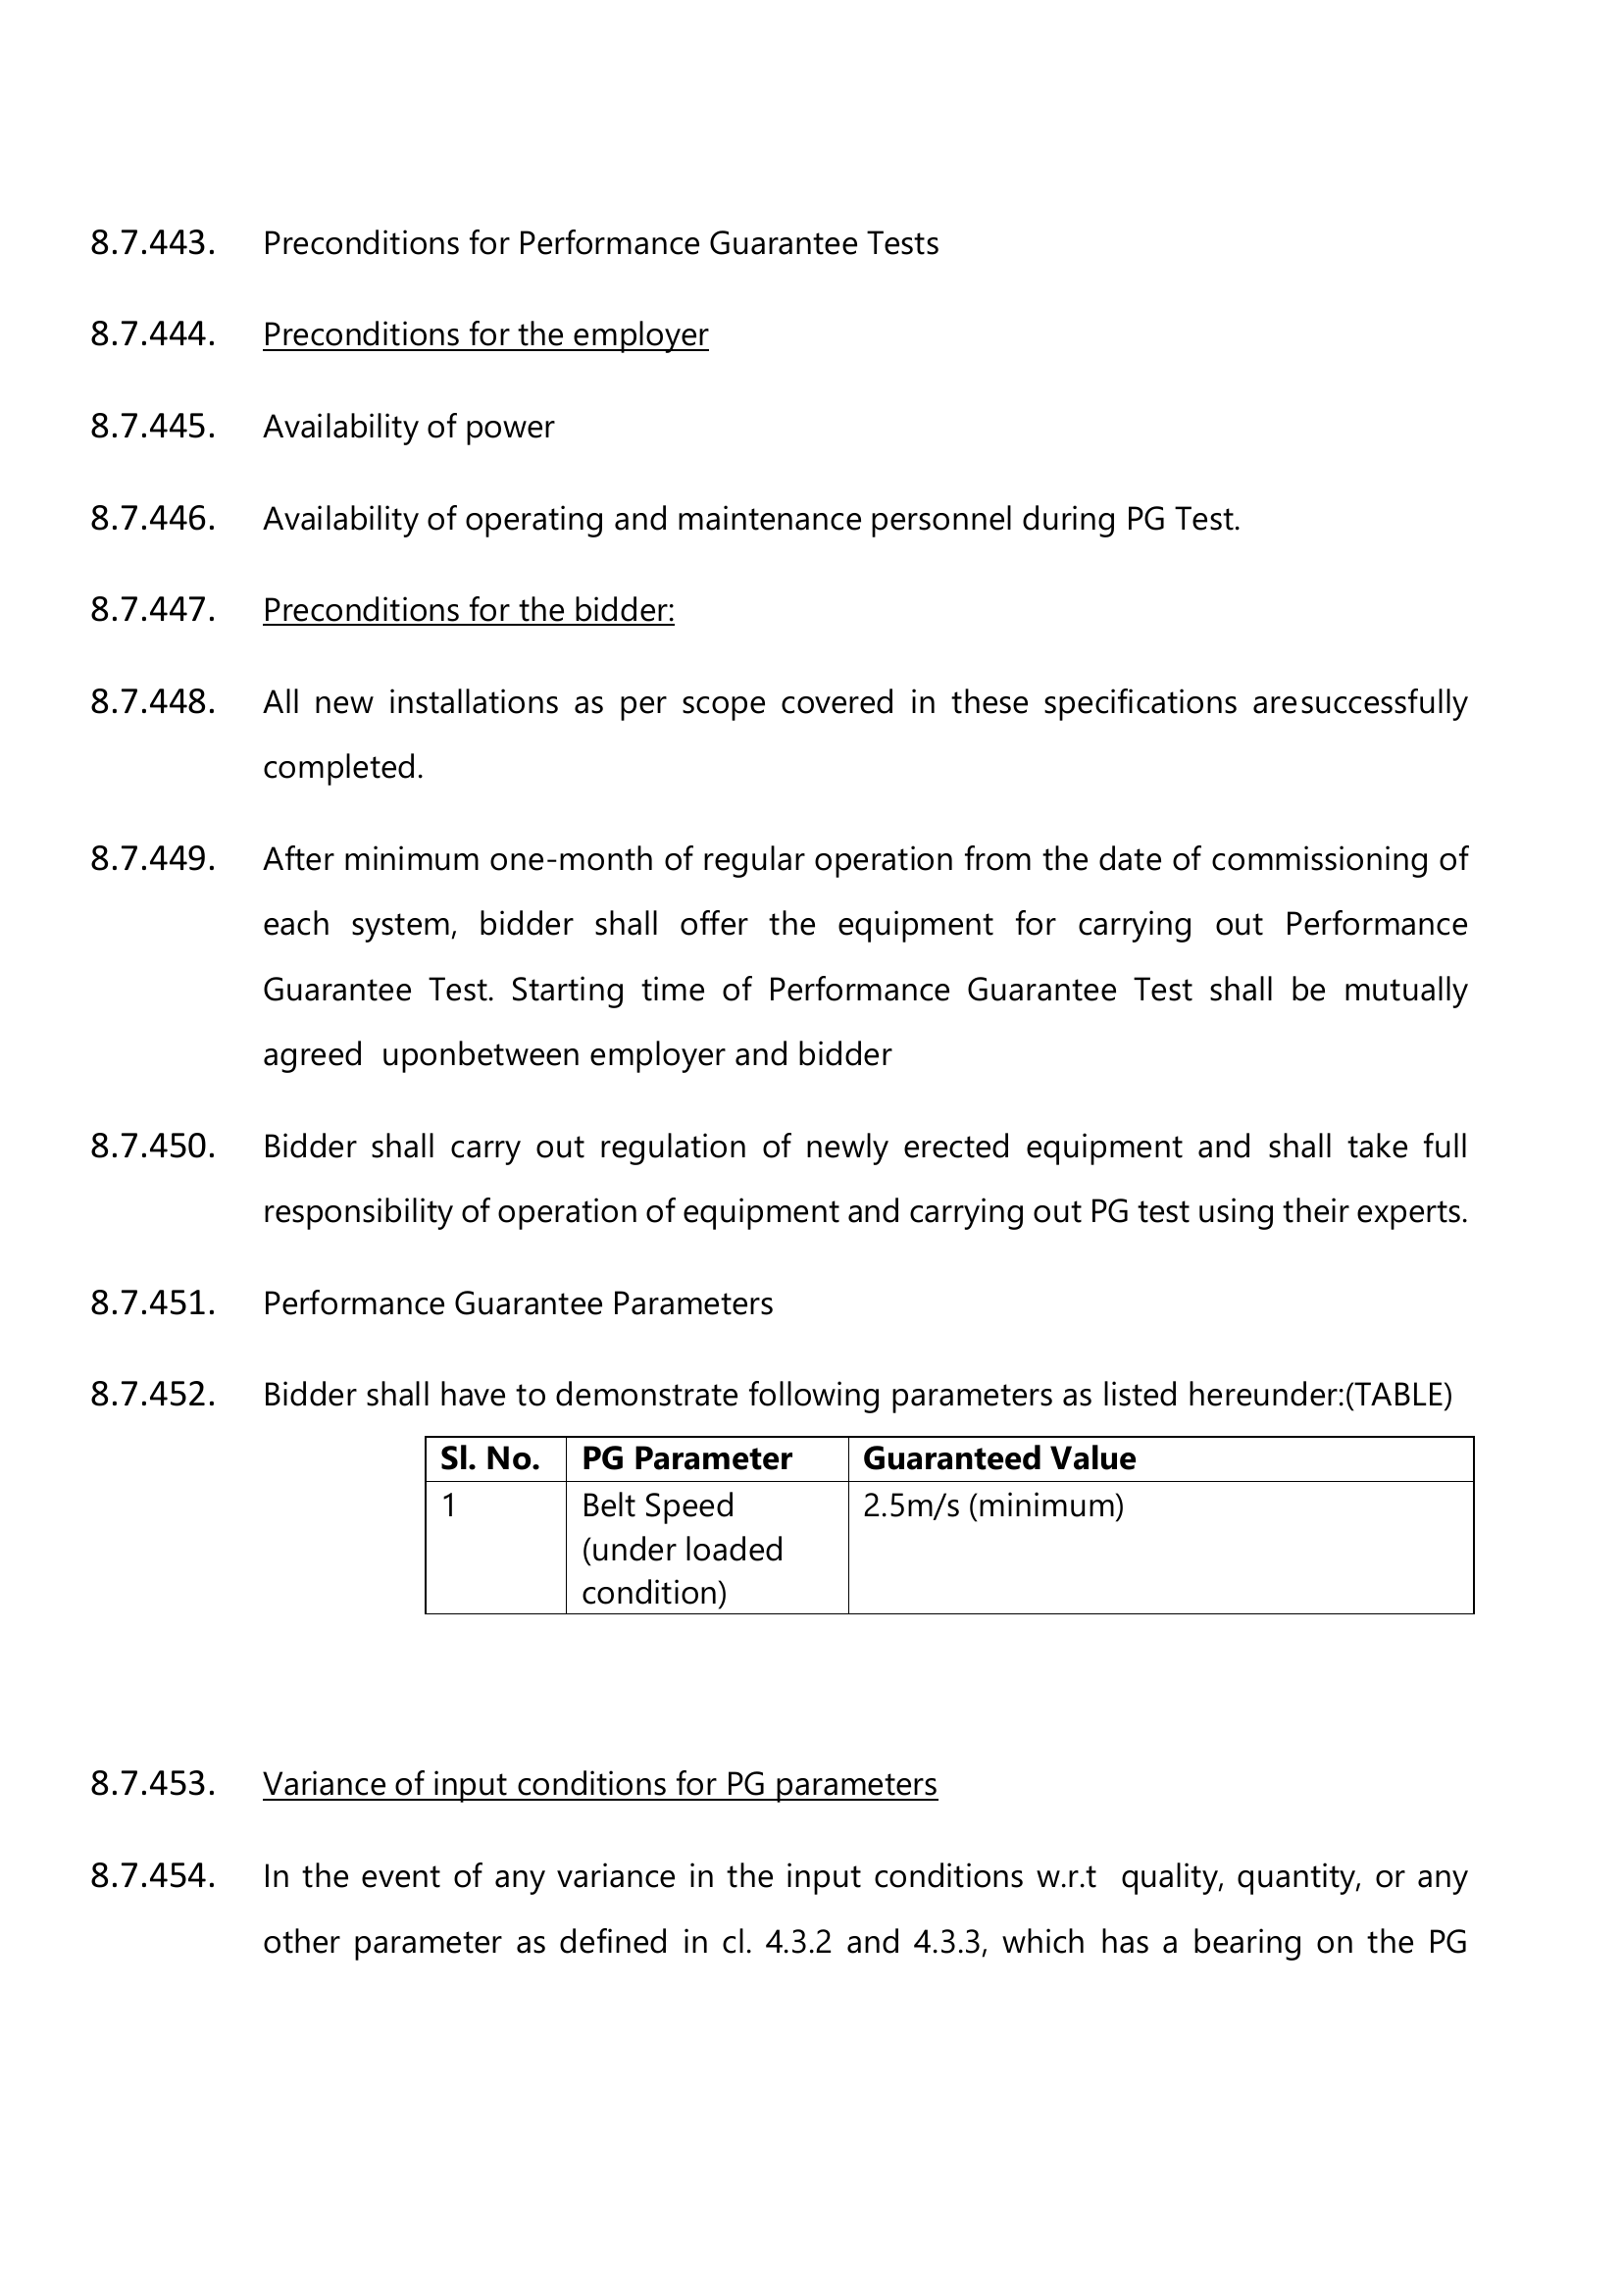 8.7.443. Preconditions for Performance Guarantee Tests
8.7.444. Preconditions for the employer
8.7.445. Availability of power
8.7.446. Availability of operating and maintenance personnel during PG Test.
8.7.447. Preconditions for the bidder:
8.7.448. All new installations as per scope covered in these specifications aresuccessfully
completed.
8.7.449. After minimum one-month of regular operation from the date of commissioning of
each system, bidder shall offer the equipment for carrying out Performance
Guarantee Test. Starting time of Performance Guarantee Test shall be mutually
agreed uponbetween employer and bidder
8.7.450. Bidder shall carry out regulation of newly erected equipment and shall take full
responsibility of operation of equipment and carrying out PG test using their experts.
8.7.451. Performance Guarantee Parameters
8.7.452. Bidder shall have to demonstrate following parameters as listed hereunder:(TABLE)
Sl. No. PG Parameter Guaranteed Value
1 Belt Speed 2.5m/s (minimum)
(under loaded
condition)
8.7.453. Variance of input conditions for PG parameters
8.7.454. In the event of any variance in the input conditions w.r.t quality, quantity, or any
other parameter as defined in cl. 4.3.2 and 4.3.3, which has a bearing on the PG